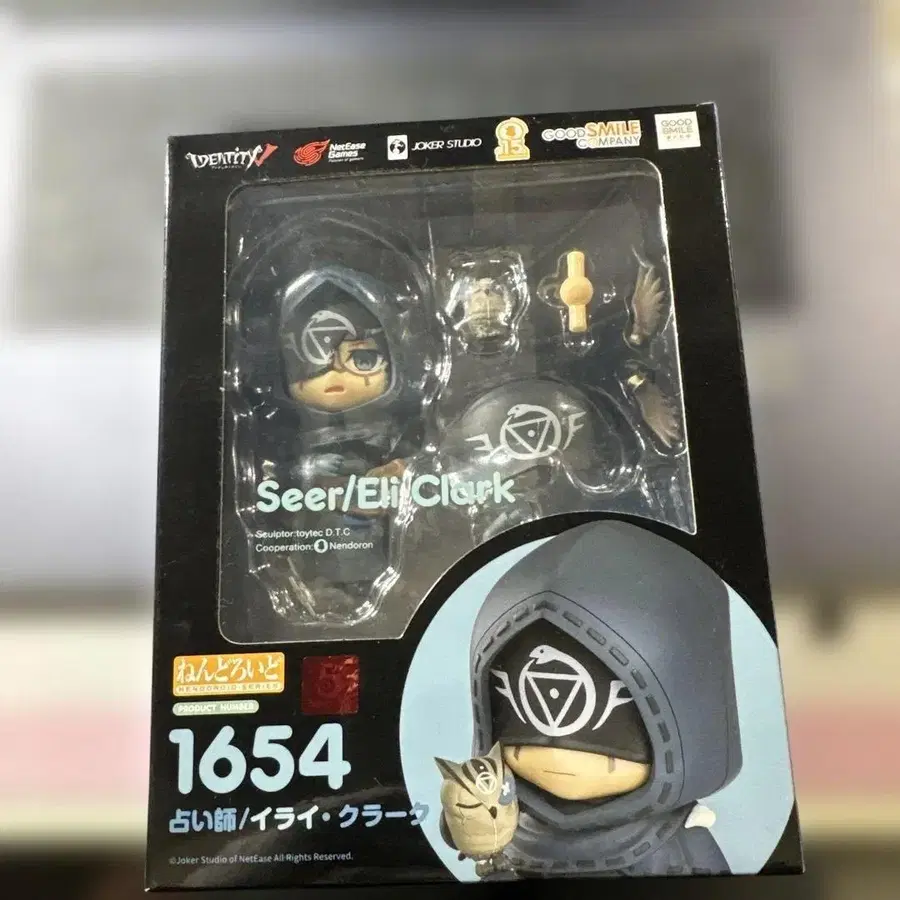 IDENTITY V
NetEase Games
JOKER STUDIO
15
GOOD SMILE COMPANY
GOOD SMILE
Seer/Eli Clark
Sculptor:toytec D.T.C
Cooperation: Nendoron
ねんどろいど
NENDOROID SERIES
PRODUCT NUMBER
1654
占い師/イライ・クラーク
©Joker Studio of NetEase All Rights Reserved.